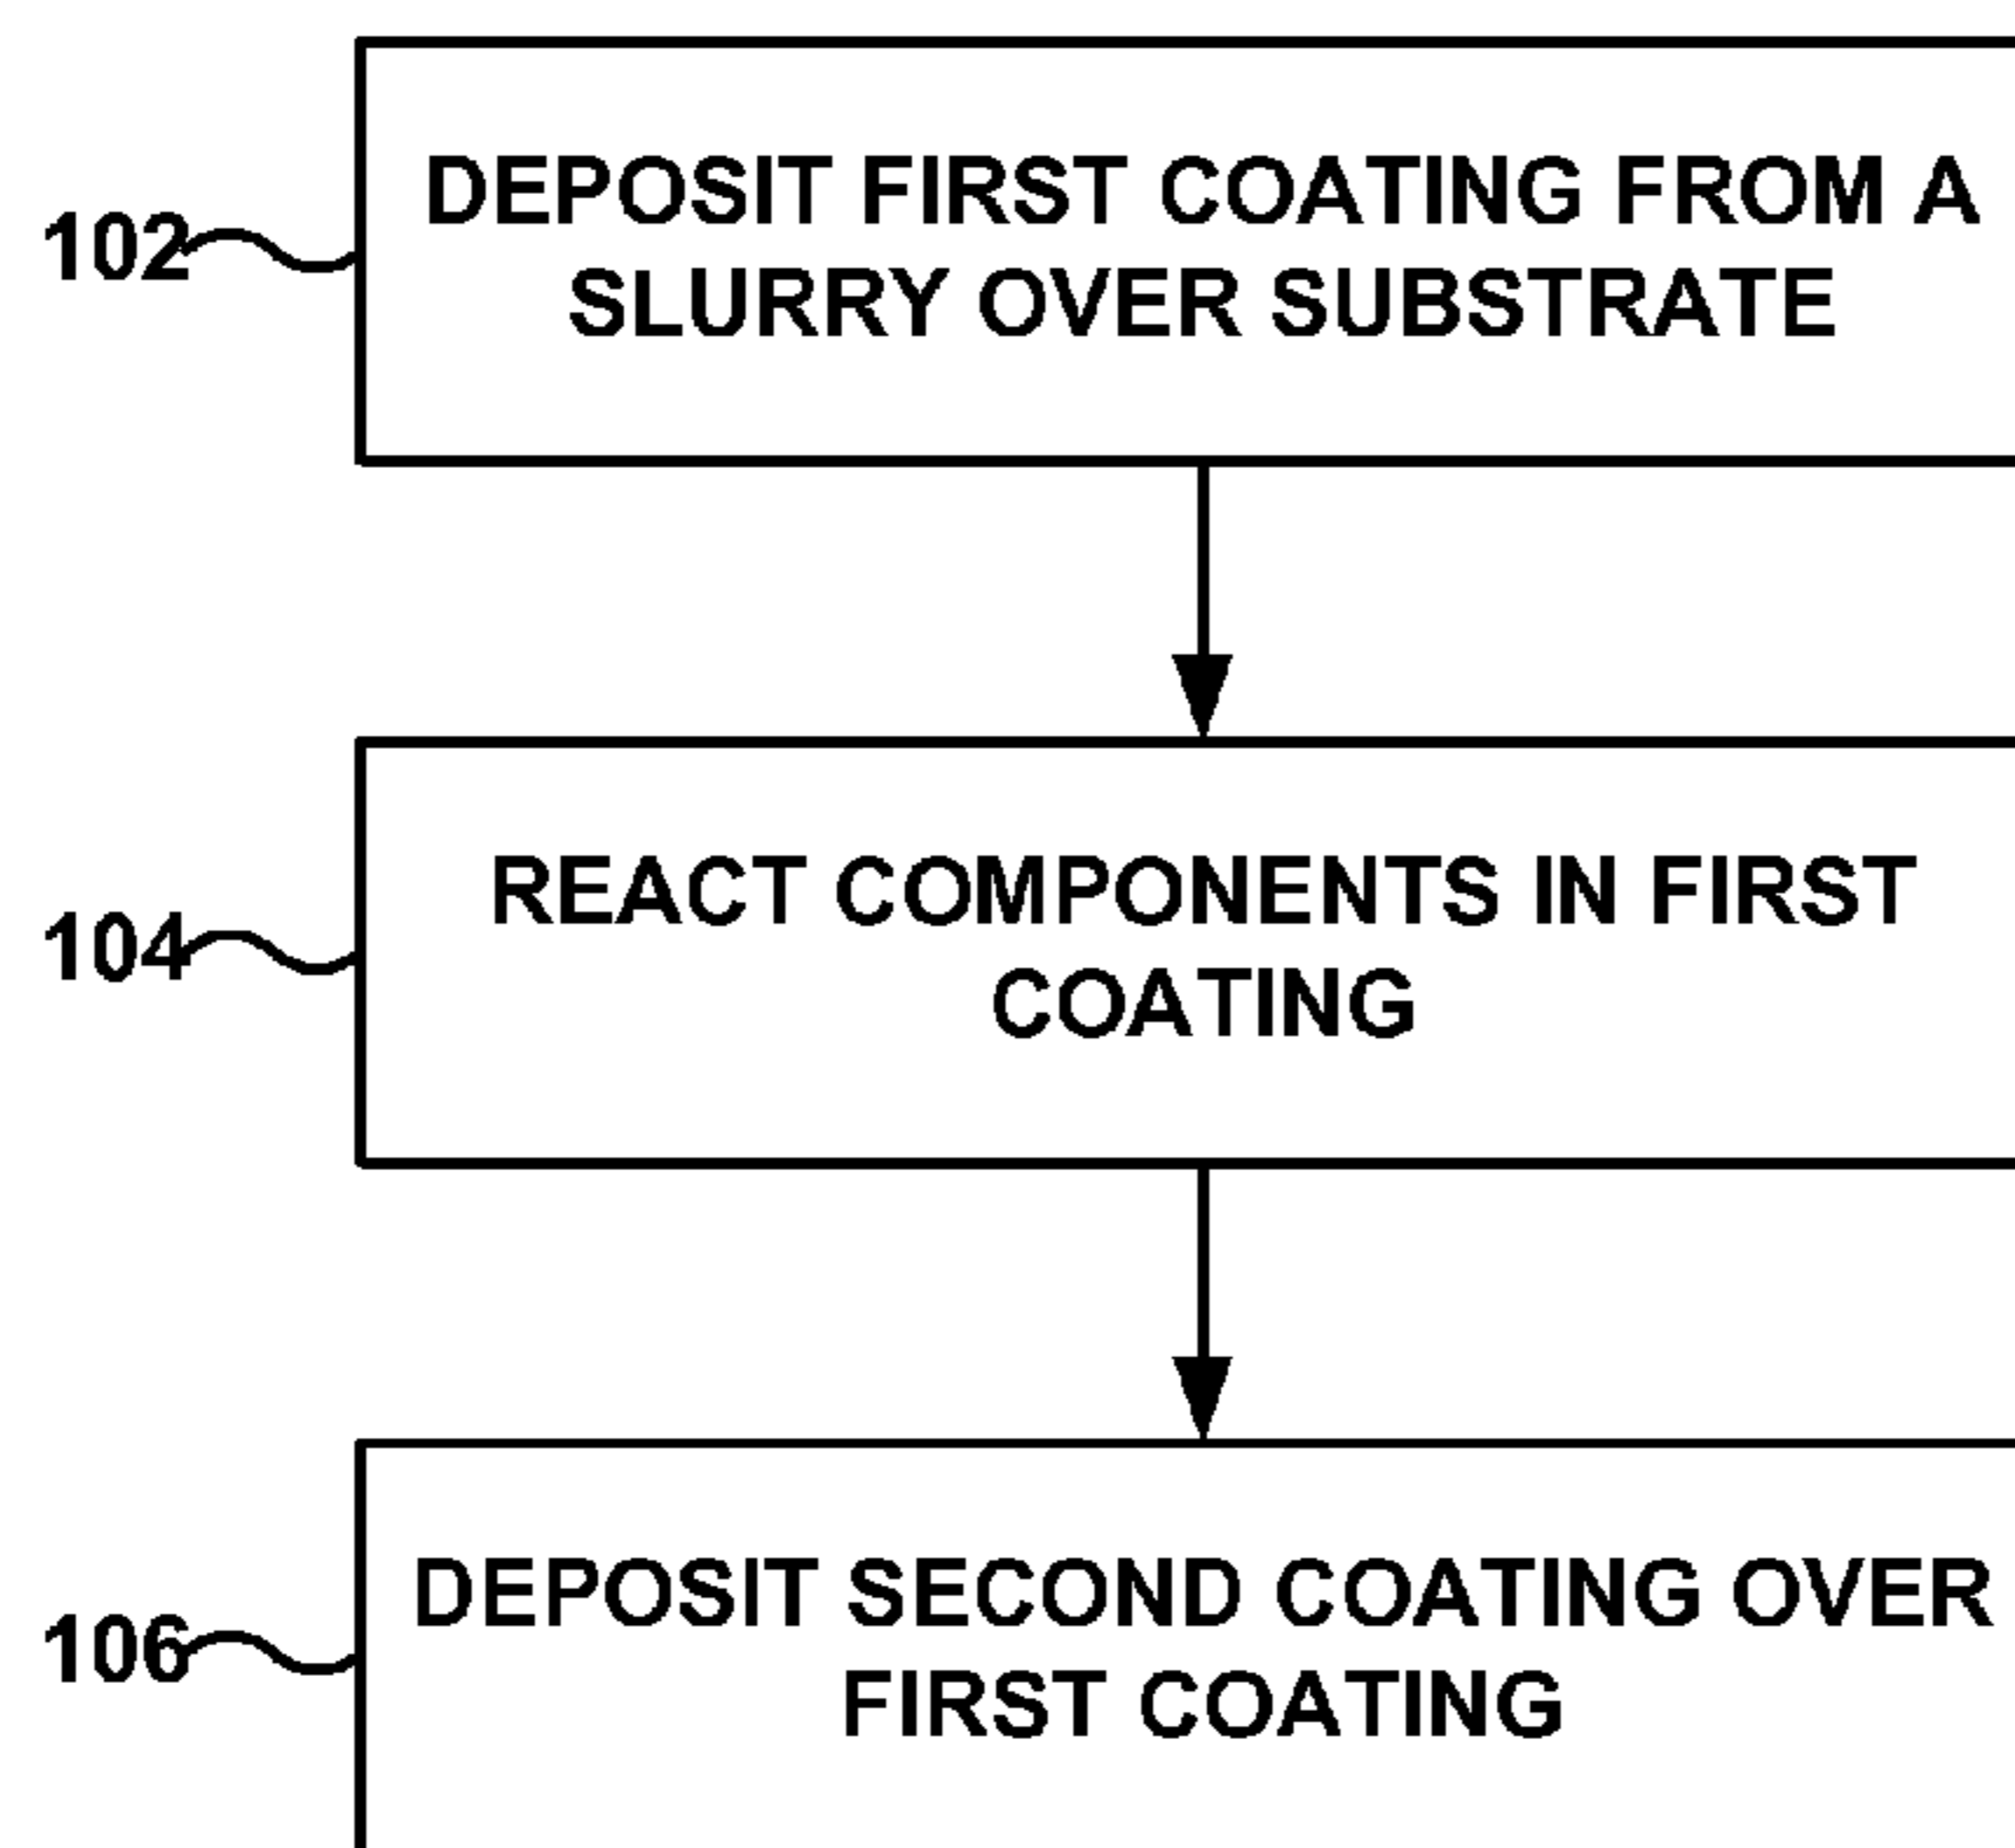 102
DEPOSIT FIRST COATING FROM A
SLURRY OVER SUBSTRATE
104
REACT COMPONENTS IN FIRST
COATING
106
DEPOSIT SECOND COATING OVER
FIRST COATING